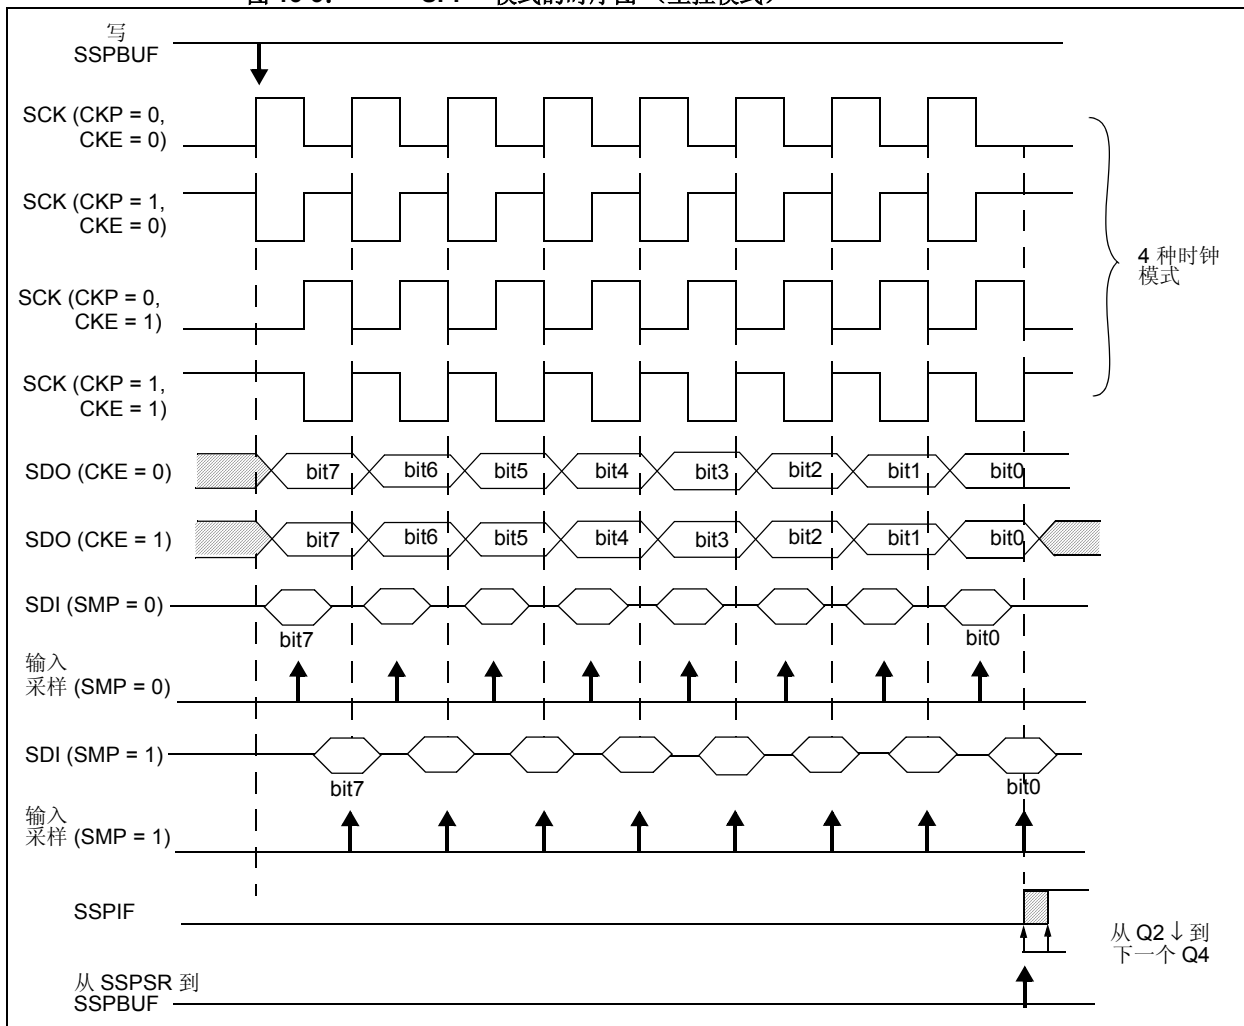 写
SSPBUF
SCK (CKP = 0,
CKE = 0)
SCK (CKP = 1,
CKE = 0)
SCK (CKP = 0,
CKE = 1)
SCK (CKP = 1,
CKE = 1)
4 种时钟
模式
SDO (CKE = 0)
bit7 bit6 bit5 bit4 bit3 bit2 bit1 bit0
SDO (CKE = 1)
bit7 bit6 bit5 bit4 bit3 bit2 bit1 bit0
SDI (SMP = 0)
bit7 bit0
输入
采样 (SMP = 0)
SDI (SMP = 1)
bit7 bit0
输入
采样 (SMP = 1)
SSPIF
从 Q2 ↓ 到
下一个 Q4
从 SSPSR 到
SSPBUF